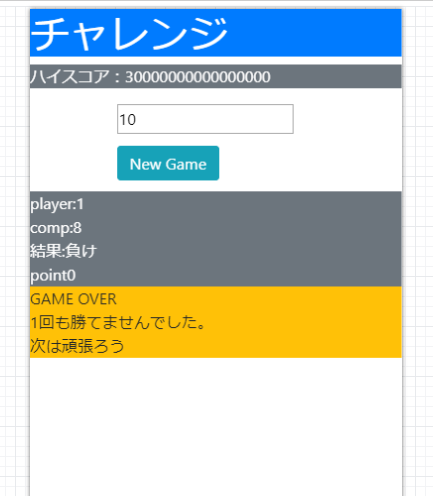 チャレンジ
ハイスコア：30000000000000000
10
New Game
player:1
comp:8
結果:負け
point0
GAME OVER
1回も勝てませんでした。
次は頑張ろう